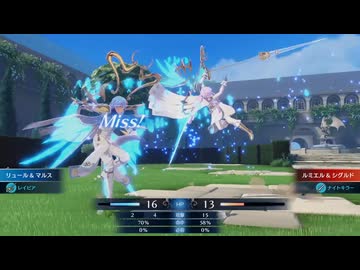 Miss!
リュール & マルス
レイピア
ルミエル & シグルド
ナイトキラー
16 HP 13
2 4 攻撃 15
70% 命中 58%
0% 必殺 0%